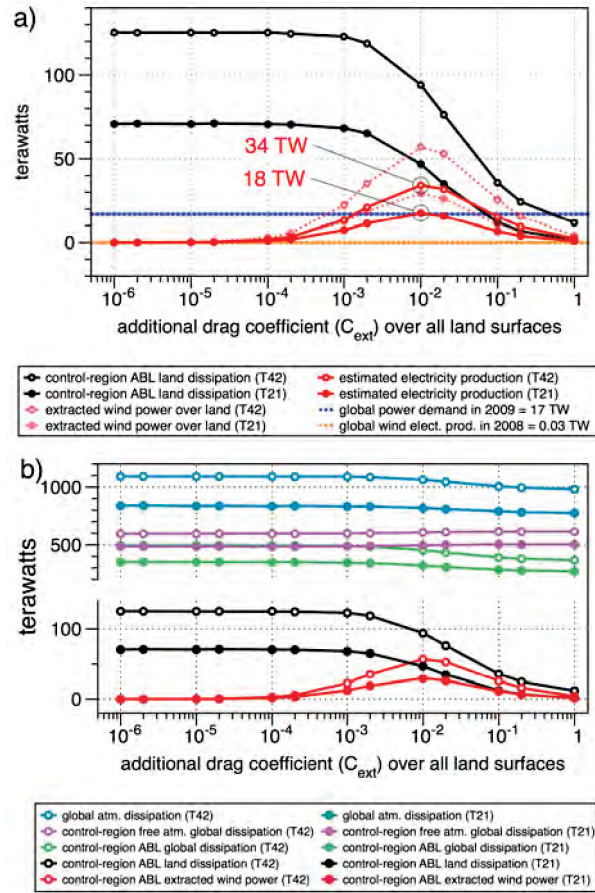 a)
terawatts
100
50
0
34 TW
18 TW
10-6
10-5
10-4
10-3
10-2
10-1
1
additional drag coefficient (Cext) over all land surfaces
control-region ABL land dissipation (T42)
control-region ABL land dissipation (T21)
extracted wind power over land (T42)
extracted wind power over land (T21)
estimated electricity production (T42)
estimated electricity production (T21)
global power demand in 2009 = 17 TW
global wind elect. prod. in 2008 = 0.03 TW
b)
terawatts
1000
500
100
0
10-6
10-5
10-4
10-3
10-2
10-1
1
additional drag coefficient (Cext) over all land surfaces
global atm. dissipation (T42)
control-region free atm. global dissipation (T42)
control-region ABL global dissipation (T42)
control-region ABL land dissipation (T42)
control-region ABL extracted wind power (T42)
global atm. dissipation (T21)
control-region free atm. global dissipation (T21)
control-region ABL global dissipation (T21)
control-region ABL land dissipation (T21)
control-region ABL extracted wind power (T21)